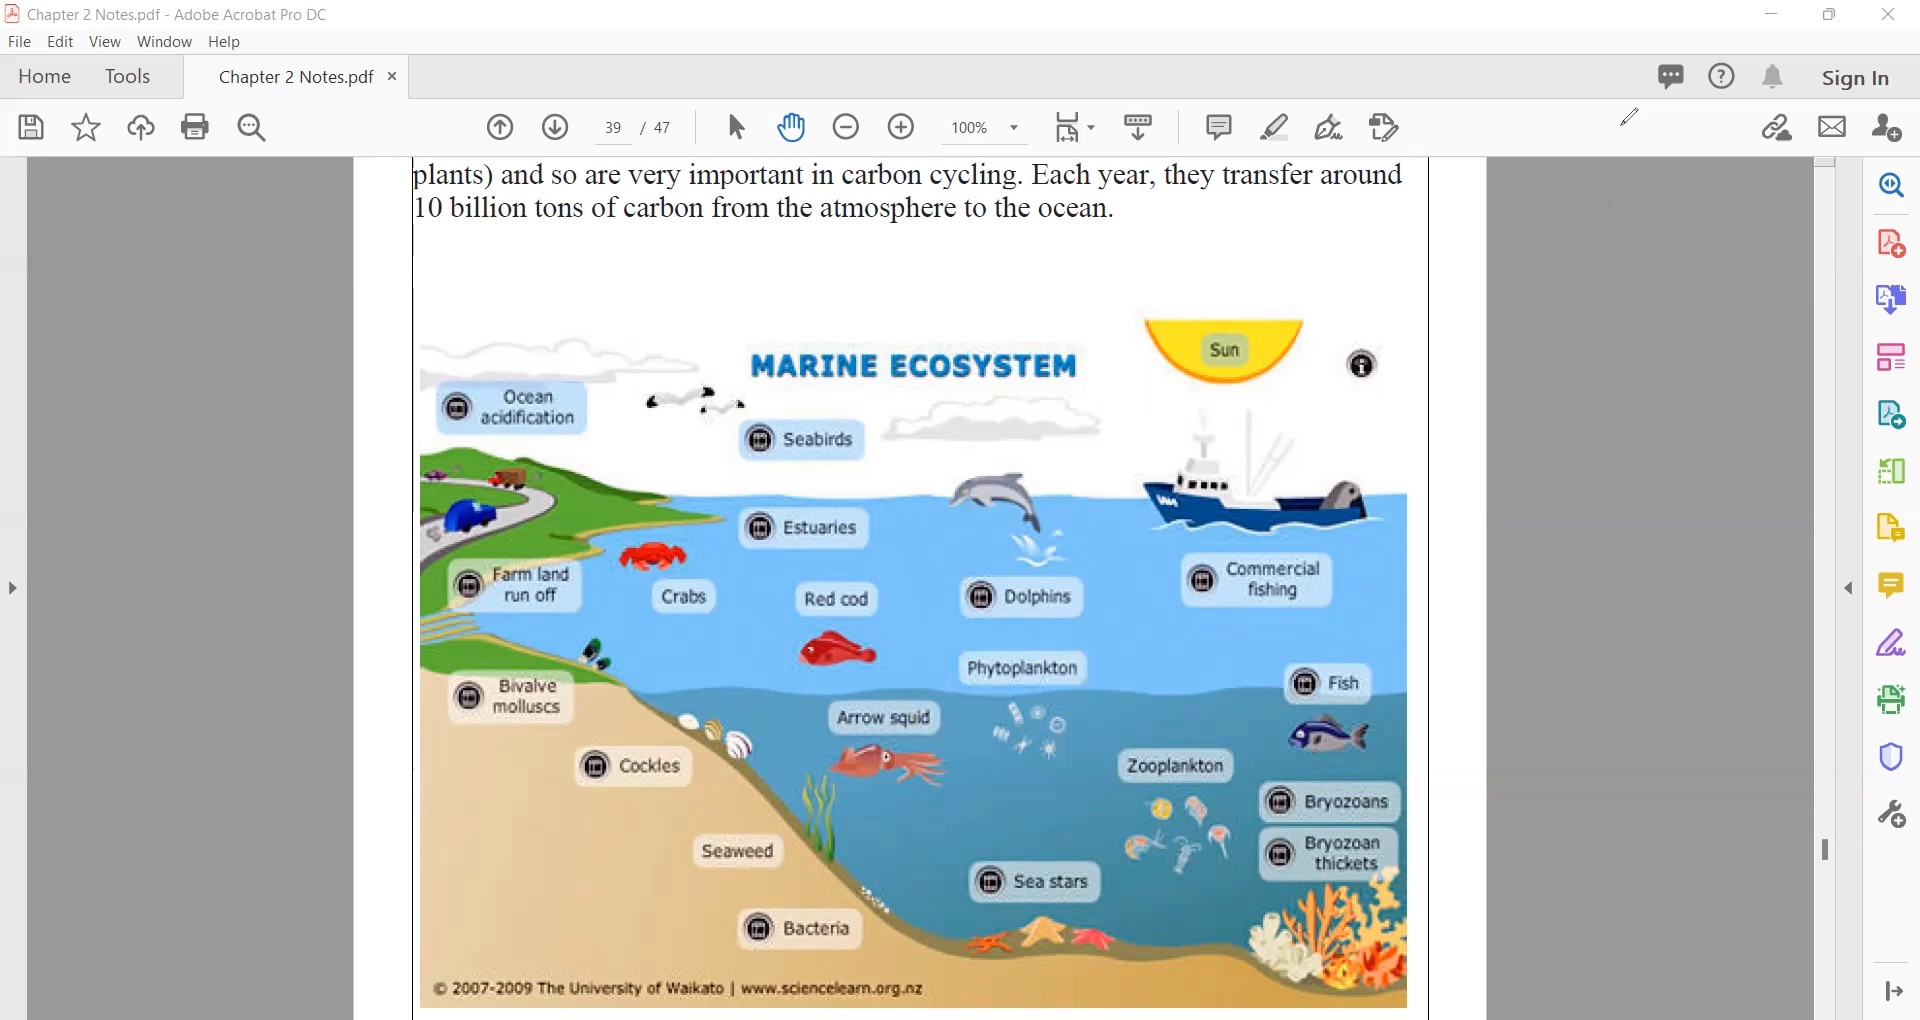 Chapter 2 Notes.pdf - Adobe Acrobat Pro DC
File Edit View Window Help
Home Tools Chapter 2 Notes.pdf × Sign In
39 / 47 100%
plants) and so are very important in carbon cycling. Each year, they transfer around
10 billion tons of carbon from the atmosphere to the ocean.
Sun
MARINE ECOSYSTEM
Ocean
acidification
Seabirds
Estuaries
Farm land
run off
Crabs
Red cod
Dolphins
Commercial
fishing
Phytoplankton
Fish
Bivalve
molluscs
Arrow squid
Cockles
Zooplankton
Bryozoans
Seaweed
Bryozoan
thickets
Sea stars
Bacteria
© 2007-2009 The University of Waikato | www.sciencelearn.org.nz